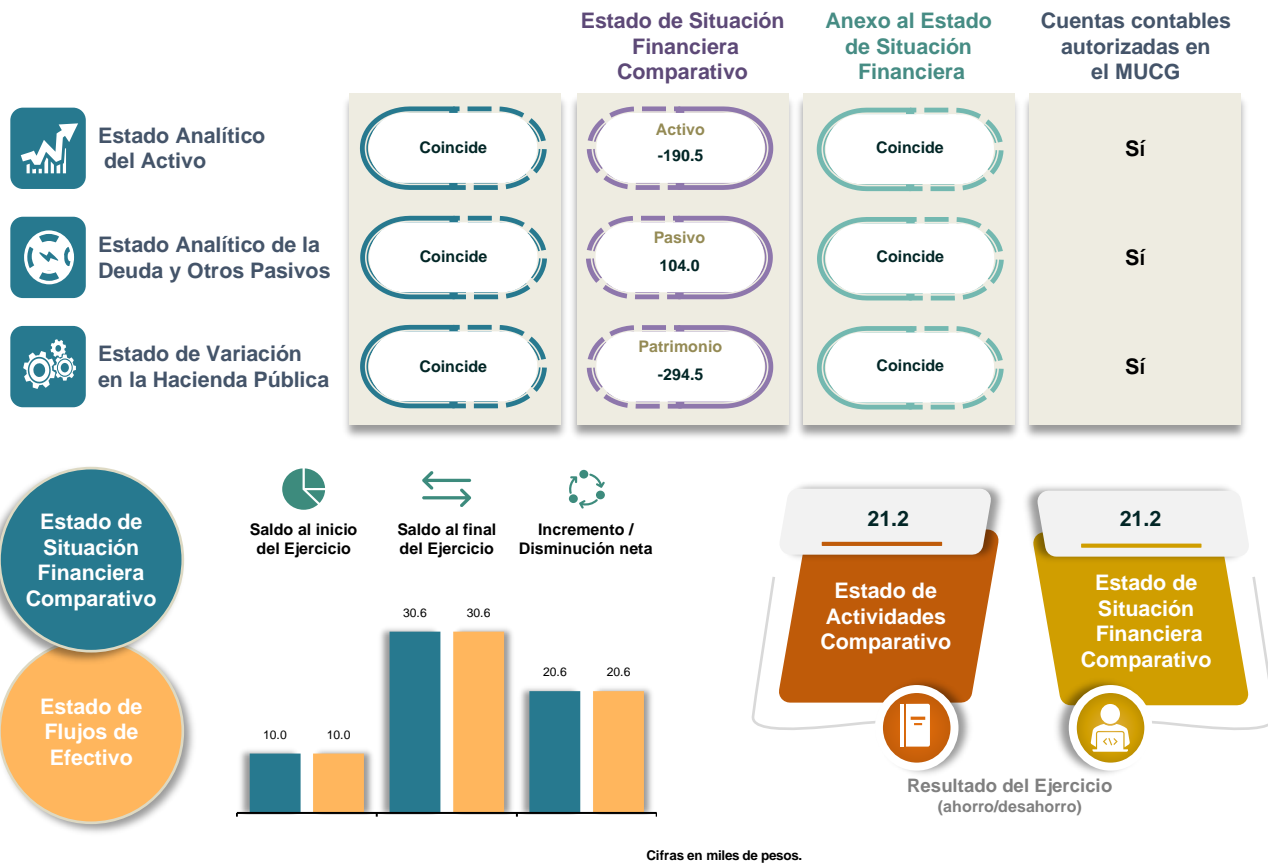 Estado de Situación
Financiera
Comparativo
Anexo al Estado
de Situación
Financiera
Cuentas contables
autorizadas en
el MUCG
Estado Analítico
del Activo
Coincide
Activo
-190.5
Coincide
Sí
Estado Analítico de la
Deuda y Otros Pasivos
Coincide
Pasivo
104.0
Coincide
Sí
Estado de Variación
en la Hacienda Pública
Coincide
Patrimonio
-294.5
Coincide
Sí
Estado de
Situación
Financiera
Comparativo
Estado de
Flujos de
Efectivo
Saldo al inicio
del Ejercicio
Saldo al final
del Ejercicio
Incremento /
Disminución neta
10.0
10.0
30.6
30.6
20.6
20.6
21.2
Estado de
Actividades
Comparativo
21.2
Estado de
Situación
Financiera
Comparativo
Resultado del Ejercicio
(ahorro/desahorro)
Cifras en miles de pesos.